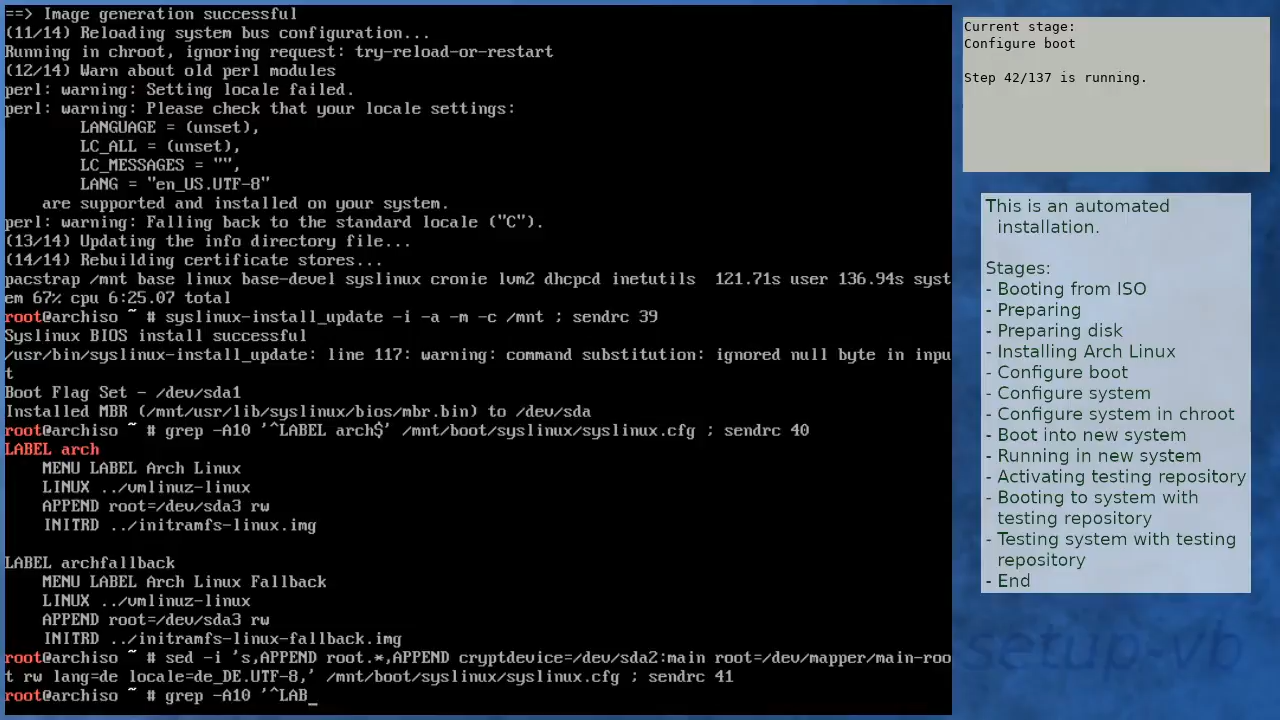 ==> Image generation successful
(11/14) Reloading system bus configuration...
Running in chroot, ignoring request: try-reload-or-restart
(12/14) Warn about old perl modules
perl: warning: Setting locale failed.
perl: warning: Please check that your locale settings:
        LANGUAGE = (unset),
        LC_ALL = (unset),
        LC_MESSAGES = "",
        LANG = "en_US.UTF-8"
    are supported and installed on your system.
perl: warning: Falling back to the standard locale ("C").
(13/14) Updating the info directory file...
(14/14) Rebuilding certificate stores...
pacstrap /mnt base linux base-devel syslinux cronie lvm2 dhcpcd inetutils  121.71s user 136.94s syst
em 67% cpu 6:25.07 total
root@archiso ~ # syslinux-install_update -i -a -m -c /mnt ; sendrc 39
Syslinux BIOS install successful
/usr/bin/syslinux-install_update: line 117: warning: command substitution: ignored null byte in inpu
t
Boot Flag Set - /dev/sda1
Installed MBR (/mnt/usr/lib/syslinux/bios/mbr.bin) to /dev/sda
root@archiso ~ # grep -A10 '^LABEL arch$' /mnt/boot/syslinux/syslinux.cfg ; sendrc 40
LABEL arch
    MENU LABEL Arch Linux
    LINUX ../vmlinuz-linux
    APPEND root=/dev/sda3 rw
    INITRD ../initramfs-linux.img
LABEL archfallback
    MENU LABEL Arch Linux Fallback
    LINUX ../vmlinuz-linux
    APPEND root=/dev/sda3 rw
    INITRD ../initramfs-linux-fallback.img
root@archiso ~ # sed -i 's,APPEND root.*,APPEND cryptdevice=/dev/sda2:main root=/dev/mapper/main-roo
t rw lang=de locale=de_DE.UTF-8,' /mnt/boot/syslinux/syslinux.cfg ; sendrc 41
root@archiso ~ # grep -A10 '^LAB_
Current stage:
Configure boot
Step 42/137 is running.
This is an automated
installation.
Stages:
- Booting from ISO
- Preparing
- Preparing disk
- Installing Arch Linux
- Configure boot
- Configure system
- Configure system in chroot
- Boot into new system
- Running in new system
- Activating testing repository
- Booting to system with
testing repository
- Testing system with testing
repository
- End
setup-vb